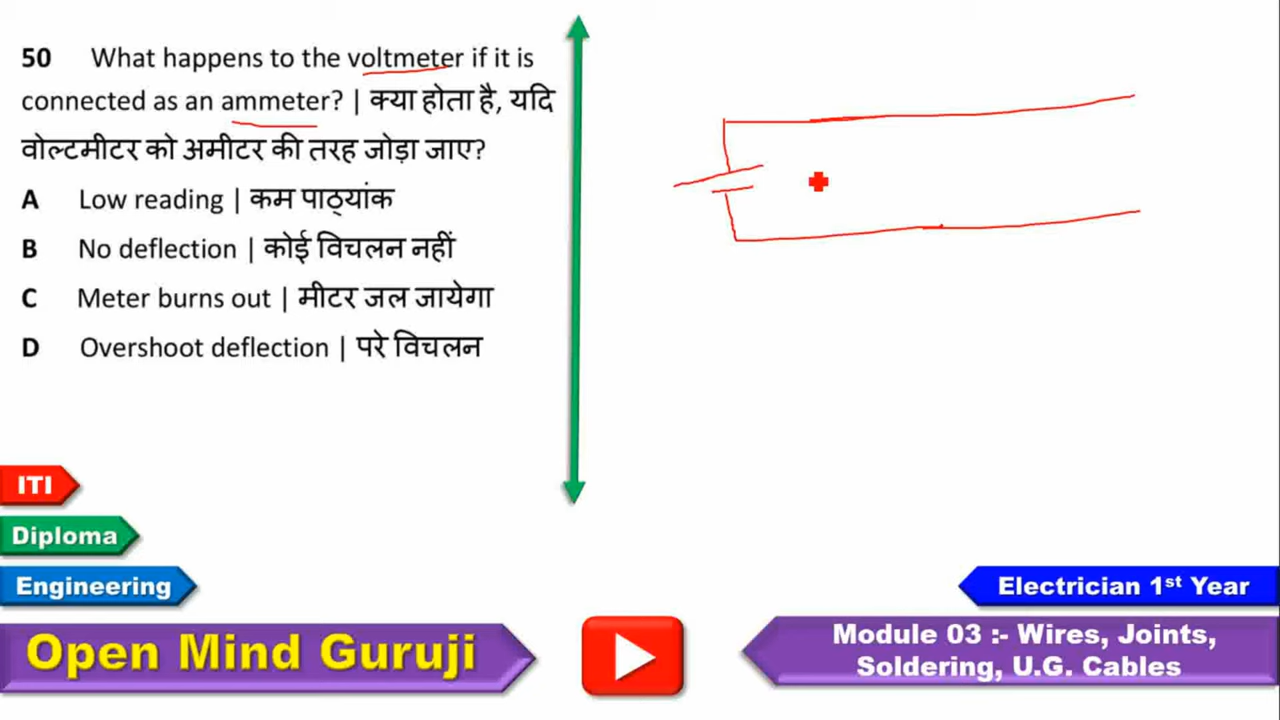 50 What happens to the voltmeter if it is
connected as an ammeter? | क्या होता है, यदि
वोल्टमीटर को अमीटर की तरह जोड़ा जाए?
A Low reading | कम पाठ्यांक
B No deflection | कोई विचलन नहीं
C Meter burns out | मीटर जल जायेगा
D Overshoot deflection | परे विचलन
ITI
Diploma
Engineering
Open Mind Guruji
Electrician 1st Year
Module 03 :- Wires, Joints,
Soldering, U.G. Cables